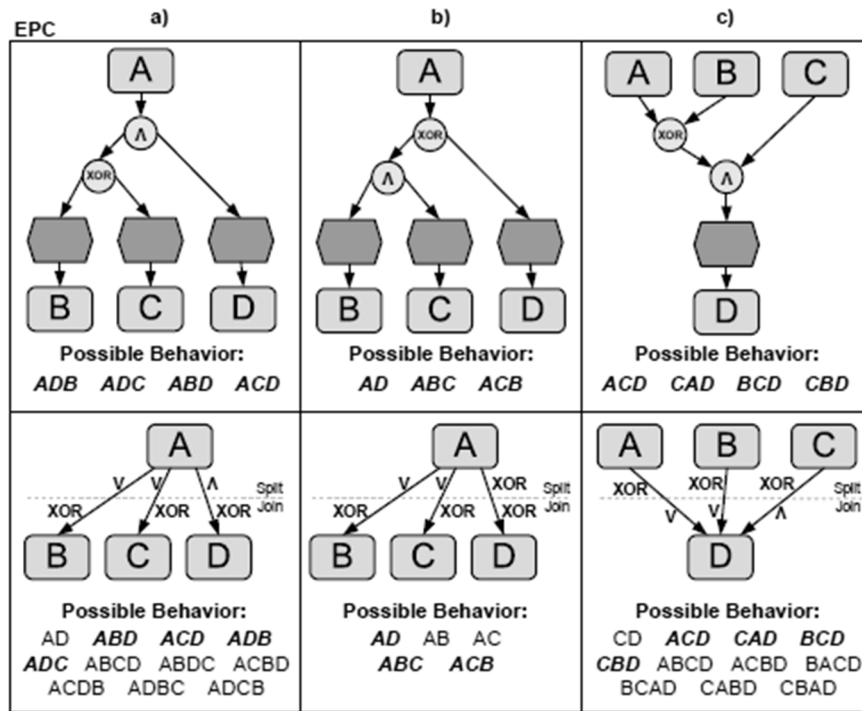 a) b) c)
EPC
A
Λ
XOR
B C D
Possible Behavior:
ADB ADC ABD ACD
A
XOR
Λ
B C D
Possible Behavior:
AD ABC ACB
A B C
XOR
Λ
D
Possible Behavior:
ACD CAD BCD CBD
A
V V Λ
Split
XOR XOR XOR Join
B C D
Possible Behavior:
AD ABD ACD ADB
ADC ABCD ABDC ACBD
ACDB ADBC ADCB
A
V V XOR
Split
XOR XOR XOR Join
B C D
Possible Behavior:
AD AB AC
ABC ACB
A B C
XOR XOR XOR Split
V V Λ Join
D
Possible Behavior:
CD ACD CAD BCD
CBD ABCD ACBD BACD
BCAD CABD CBAD